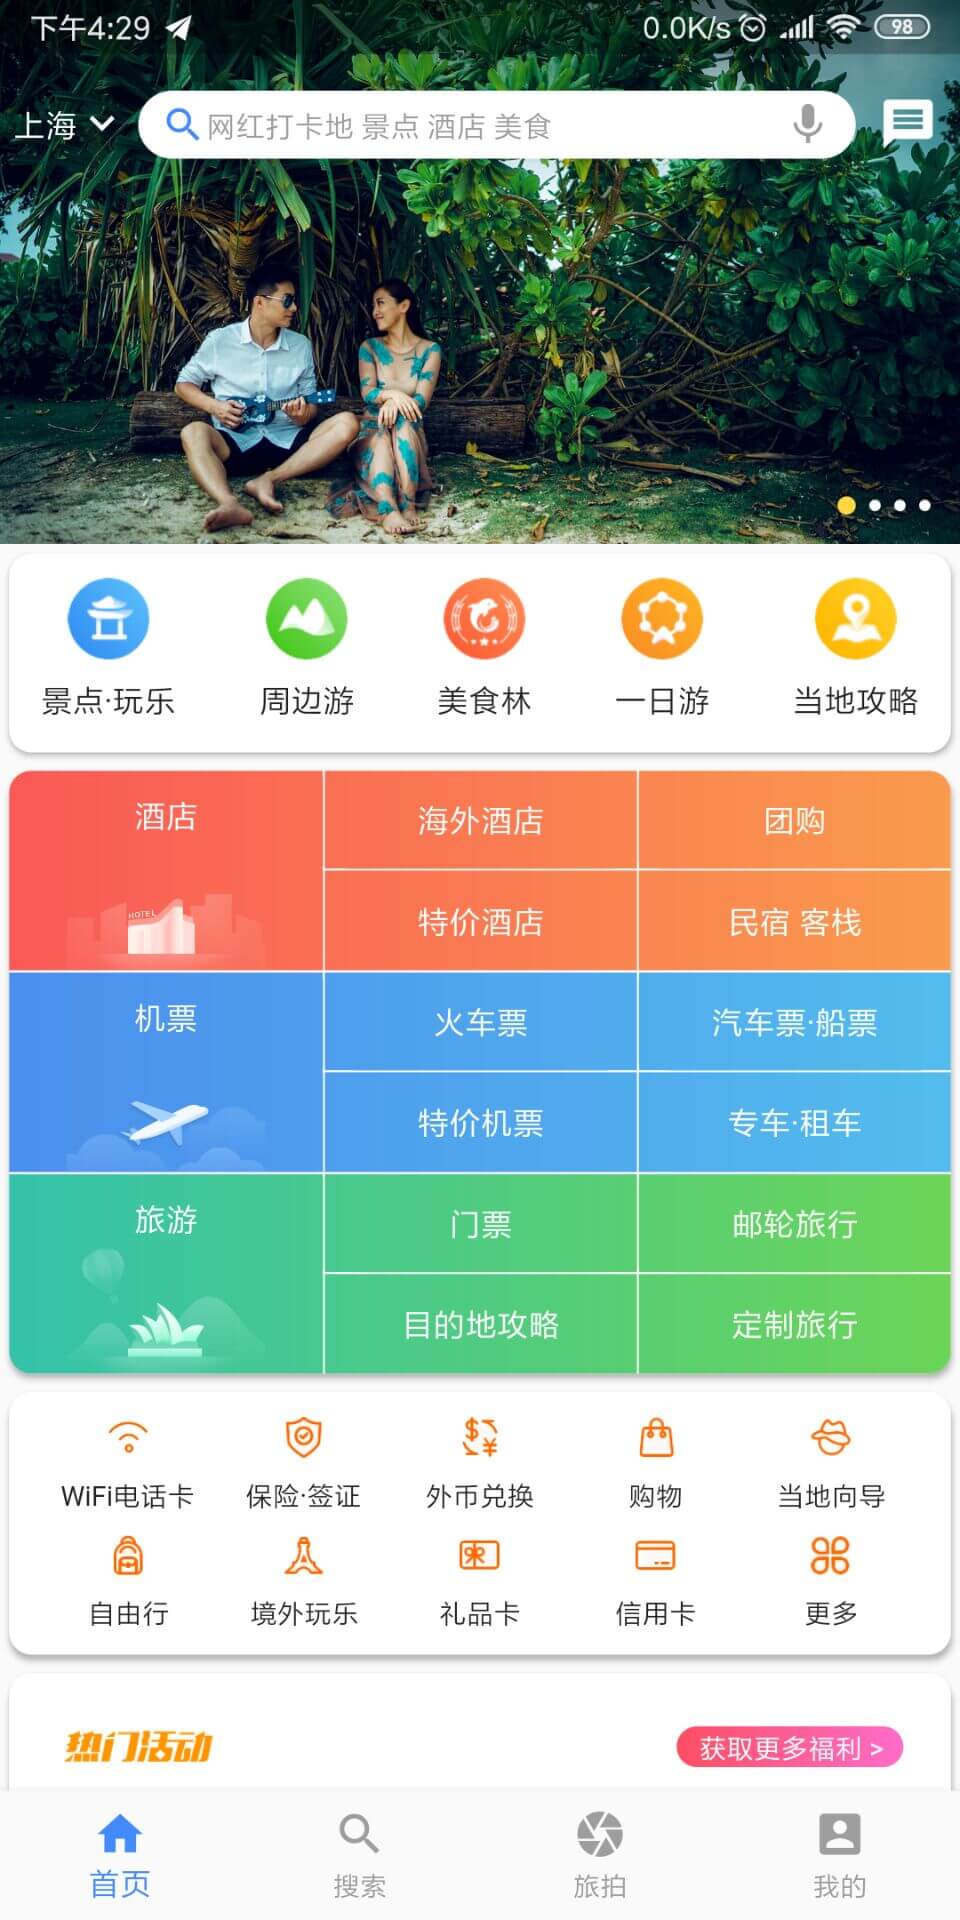 下午4:29 0.0K/s 98
上海 网红打卡地 景点 酒店 美食
景点·玩乐 周边游 美食林 一日游 当地攻略
酒店 海外酒店 团购
HOTEL 特价酒店 民宿 客栈
机票 火车票 汽车票·船票
特价机票 专车·租车
旅游 门票 邮轮旅行
目的地攻略 定制旅行
WiFi电话卡 保险·签证 外币兑换 购物 当地向导
自由行 境外玩乐 礼品卡 信用卡 更多
热门活动 获取更多福利 >
首页 搜索 旅拍 我的